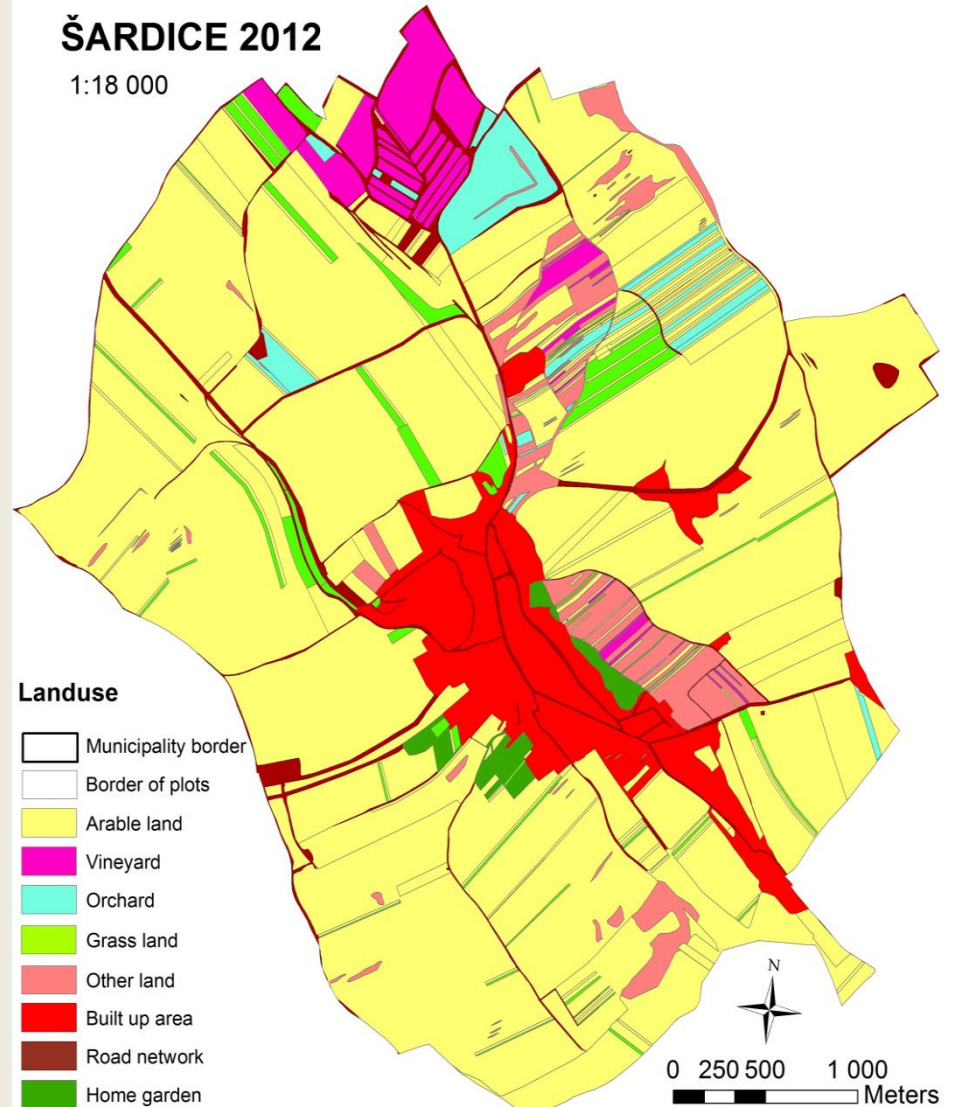 ŠARDICE 2012
1:18 000
Landuse
Municipality border
Border of plots
Arable land
Vineyard
Orchard
Grass land
Other land
Built up area
Road network
Home garden
N
0 250 500 1 000
Meters